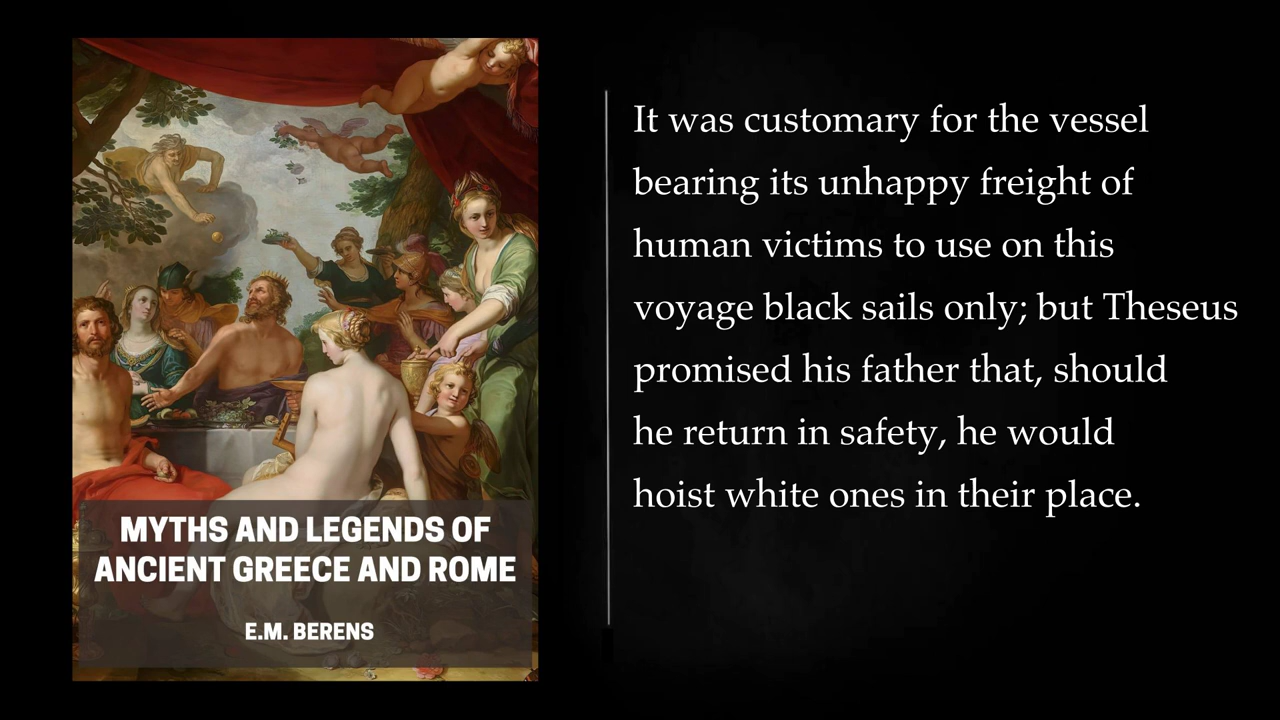 MYTHS AND LEGENDS OF
ANCIENT GREECE AND ROME
E.M. BERENS
It was customary for the vessel
bearing its unhappy freight of
human victims to use on this
voyage black sails only; but Theseus
promised his father that, should
he return in safety, he would
hoist white ones in their place.